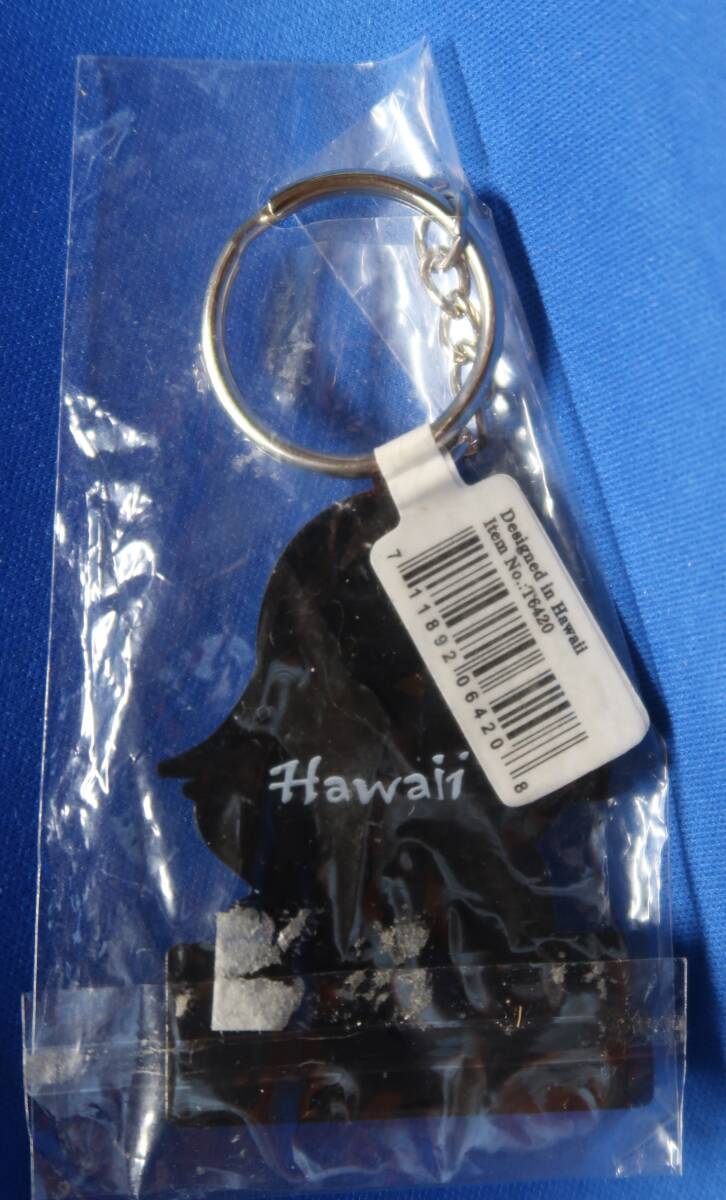 Designed in Hawaii
Item No.:T6420
7 11892 06420 8
Hawaii